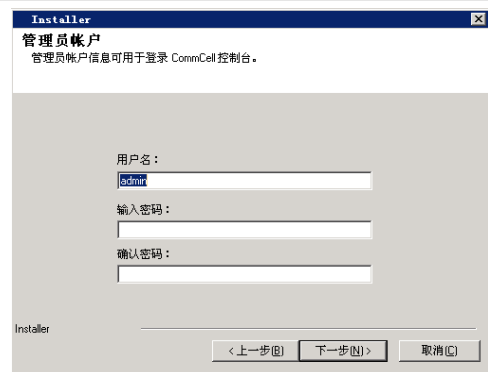 Installer
管理员帐户
管理员帐户信息可用于登录 CommCell 控制台。
用户名：
admin
输入密码：
确认密码：
Installer
<上一步(B) 下一步(N)> 取消(C)